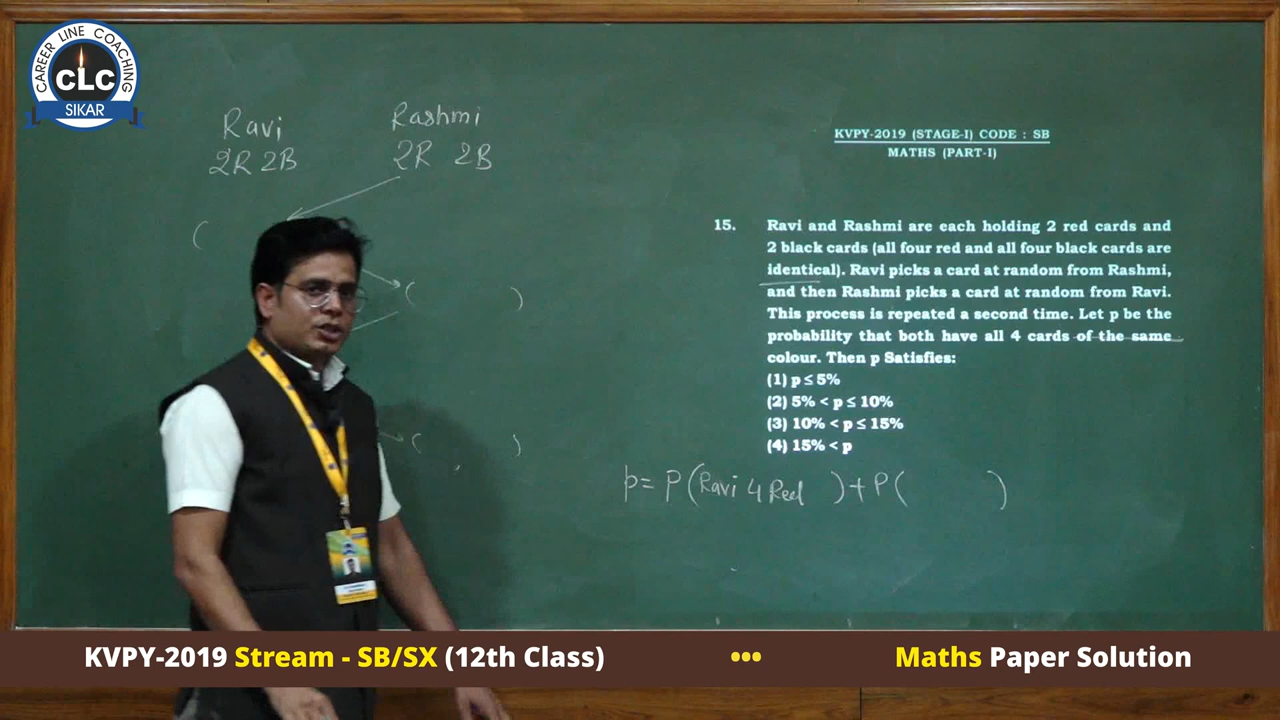 CAREER LINE COACHING
CLC
SIKAR
Ravi
2R 2B
Rashmi
2R 2B
(
( )
( )
KVPY-2019 (STAGE-I) CODE : SB
MATHS (PART-I)
15. Ravi and Rashmi are each holding 2 red cards and
2 black cards (all four red and all four black cards are
identical). Ravi picks a card at random from Rashmi,
and then Rashmi picks a card at random from Ravi.
This process is repeated a second time. Let p be the
probability that both have all 4 cards of the same
colour. Then p Satisfies:
(1) p ≤ 5%
(2) 5% < p ≤ 10%
(3) 10% < p ≤ 15%
(4) 15% < p
p = P(Ravi 4 Red ) + P( )
KVPY-2019 Stream - SB/SX (12th Class) ••• Maths Paper Solution